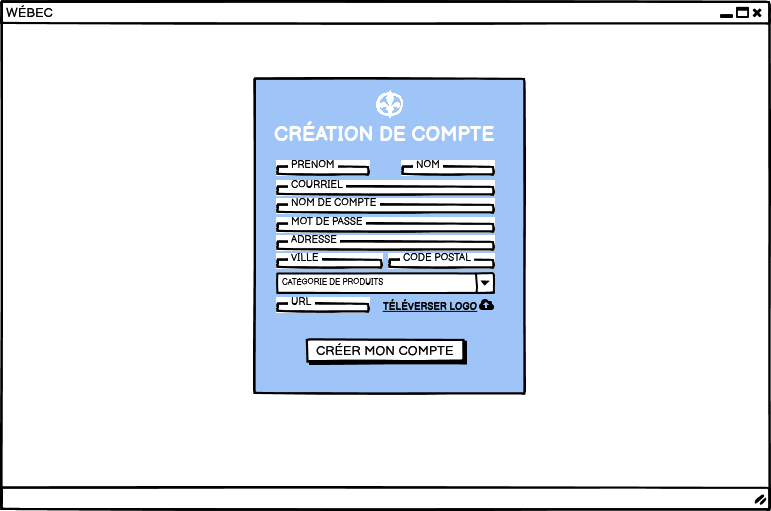 WÉBEC
CRÉATION DE COMPTE
PRENOM NOM
COURRIEL
NOM DE COMPTE
MOT DE PASSE
ADRESSE
VILLE CODE POSTAL
CATÉGORIE DE PRODUITS
URL TÉLÉVERSER LOGO
CRÉER MON COMPTE